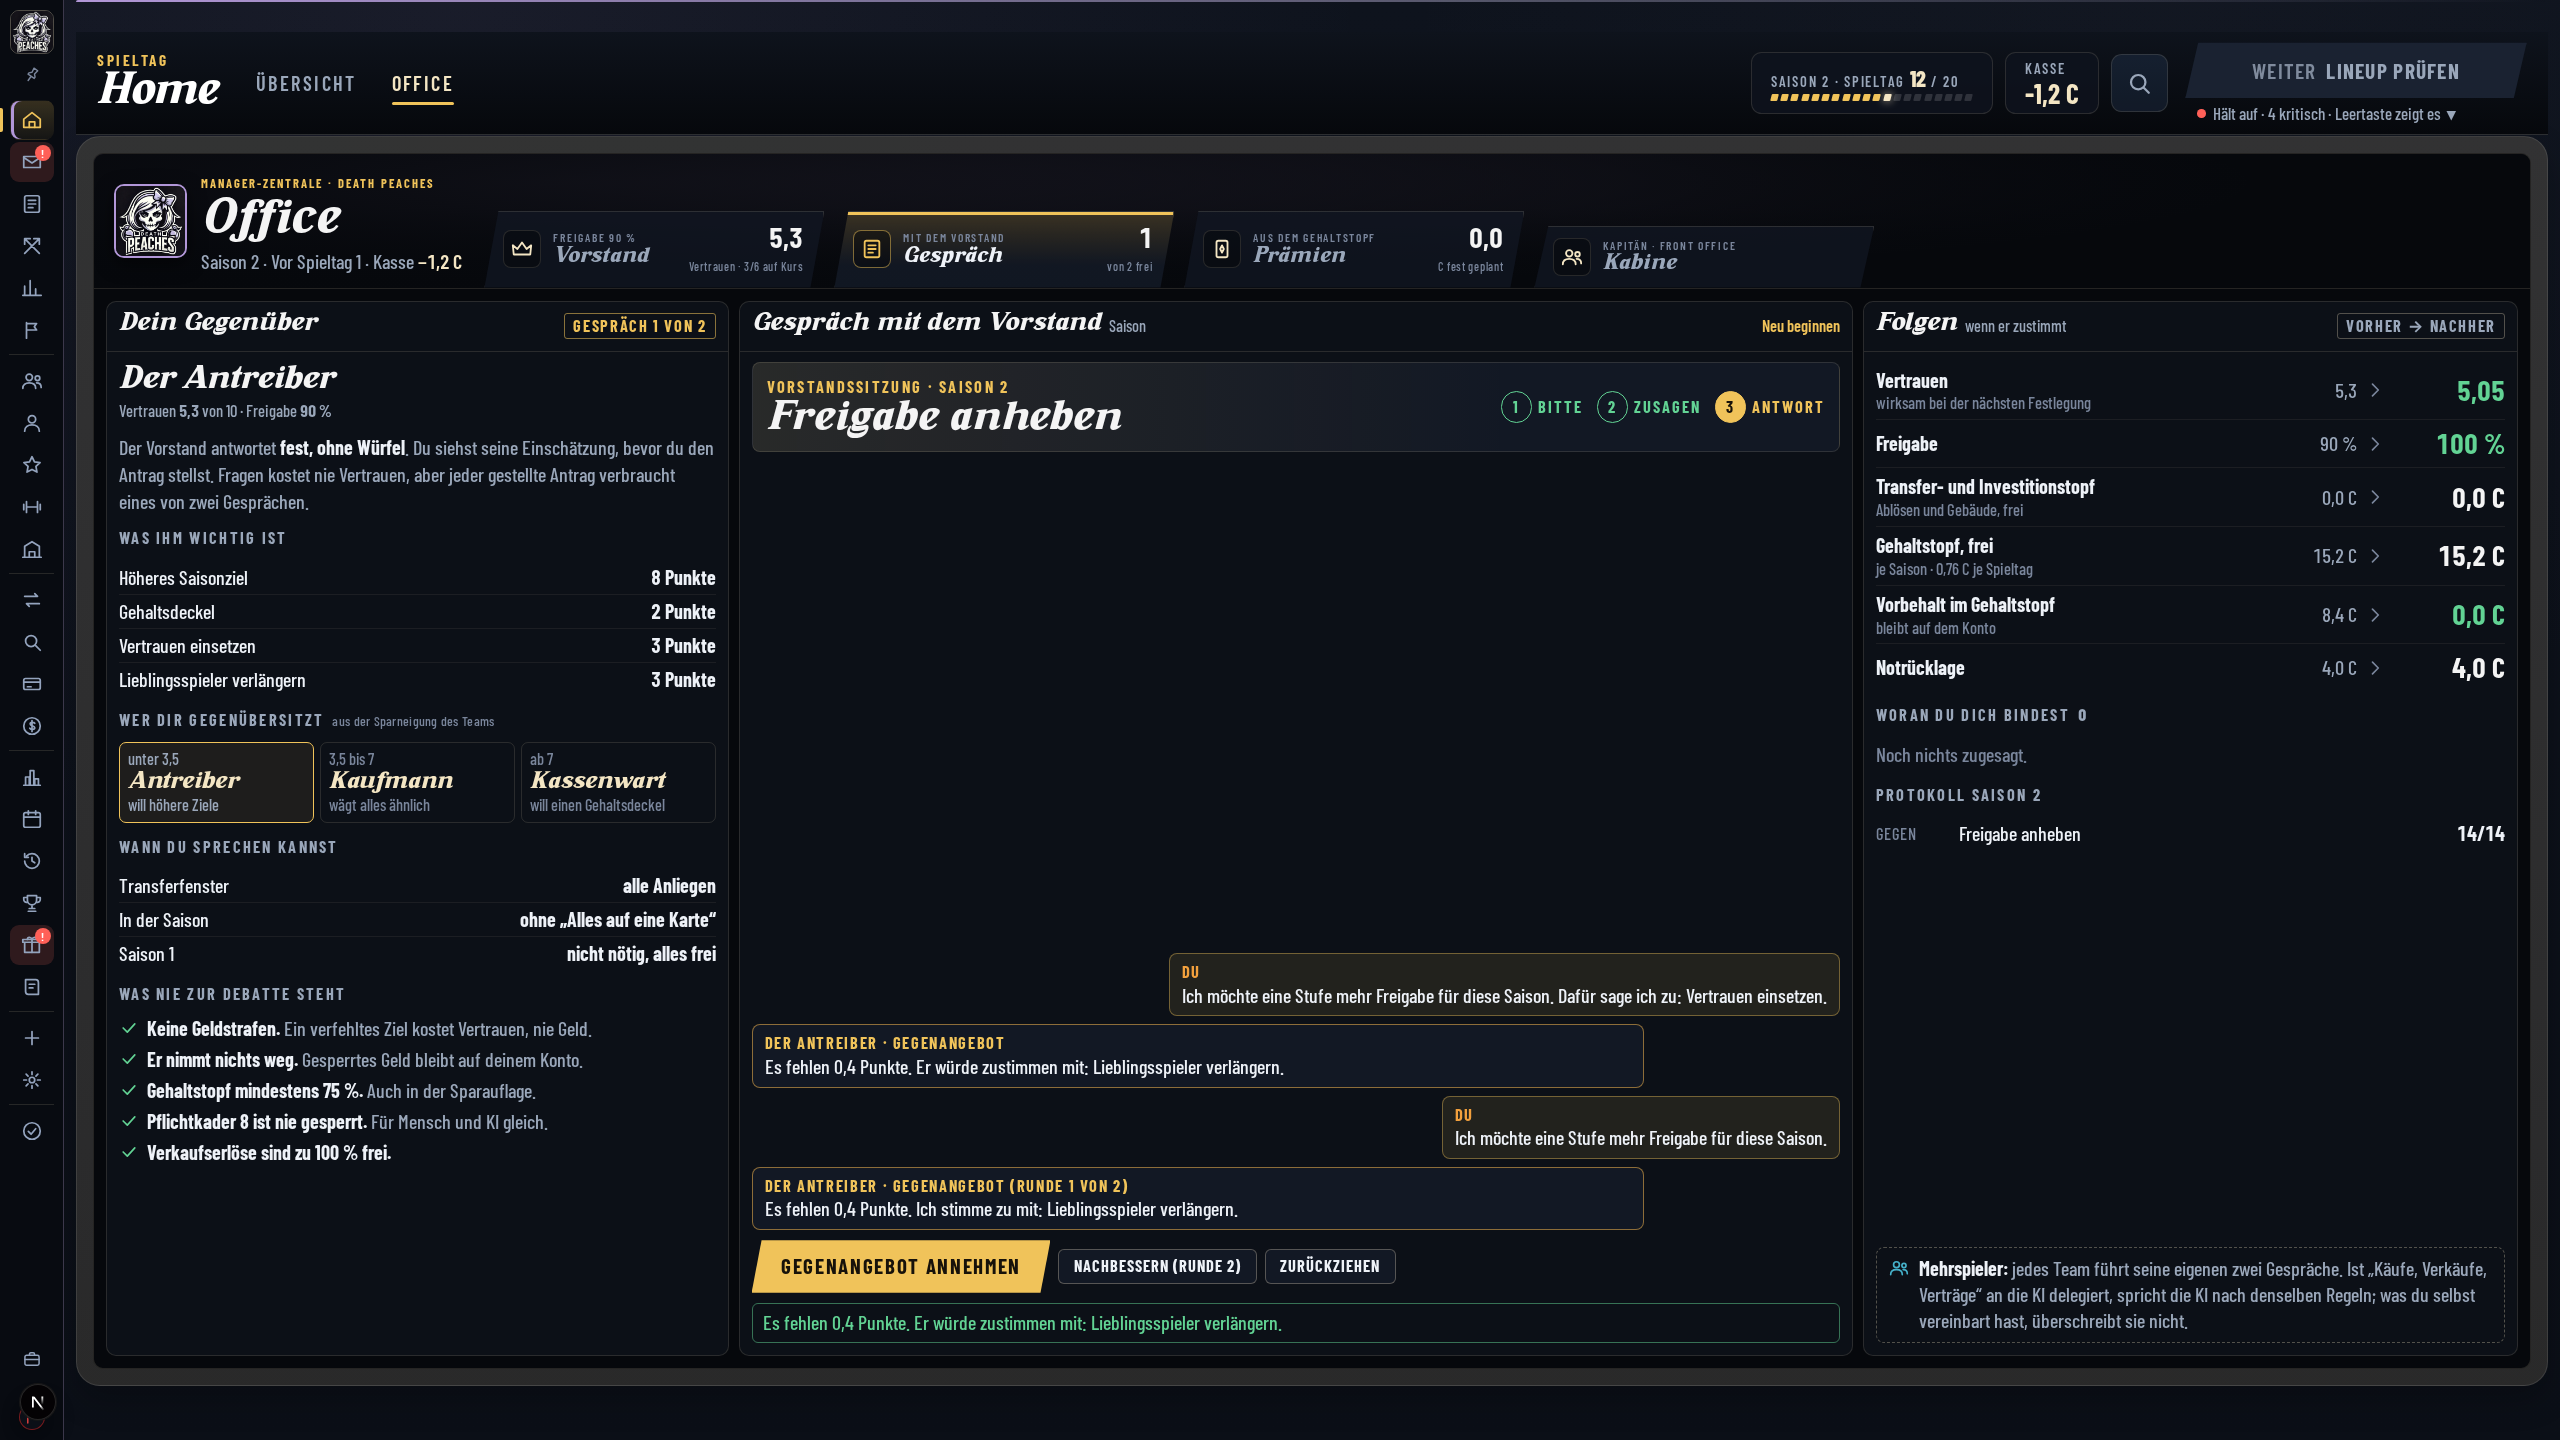 SPIELTAG
Home
ÜBERSICHT
OFFICE
SAISON 2 · SPIELTAG 12 / 20
KASSE
-1,2 C
WEITER LINEUP PRÜFEN
Hält auf · 4 kritisch · Leertaste zeigt es ▼
MANAGER-ZENTRALE · DEATH PEACHES
Office
Saison 2 · Vor Spieltag 1 · Kasse −1,2 C
FREIGABE 90 %
Vorstand
5,3
Vertrauen · 3/6 auf Kurs
MIT DEM VORSTAND
Gespräch
1
von 2 frei
AUS DEM GEHALTSTOPF
Prämien
0,0
C fest geplant
KAPITÄN · FRONT OFFICE
Kabine
Dein Gegenüber
GESPRÄCH 1 VON 2
Der Antreiber
Vertrauen 5,3 von 10 · Freigabe 90 %
Der Vorstand antwortet fest, ohne Würfel. Du siehst seine Einschätzung, bevor du den
Antrag stellst. Fragen kostet nie Vertrauen, aber jeder gestellte Antrag verbraucht
eines von zwei Gesprächen.
WAS IHM WICHTIG IST
Höheres Saisonziel 8 Punkte
Gehaltsdeckel 2 Punkte
Vertrauen einsetzen 3 Punkte
Lieblingsspieler verlängern 3 Punkte
WER DIR GEGENÜBERSITZT aus der Sparneigung des Teams
unter 3,5
Antreiber
will höhere Ziele
3,5 bis 7
Kaufmann
wägt alles ähnlich
ab 7
Kassenwart
will einen Gehaltsdeckel
WANN DU SPRECHEN KANNST
Transferfenster alle Anliegen
In der Saison ohne „Alles auf eine Karte“
Saison 1 nicht nötig, alles frei
WAS NIE ZUR DEBATTE STEHT
Keine Geldstrafen. Ein verfehltes Ziel kostet Vertrauen, nie Geld.
Er nimmt nichts weg. Gesperrtes Geld bleibt auf deinem Konto.
Gehaltstopf mindestens 75 %. Auch in der Sparauflage.
Pflichtkader 8 ist nie gesperrt. Für Mensch und KI gleich.
Verkaufserlöse sind zu 100 % frei.
Gespräch mit dem Vorstand Saison
Neu beginnen
VORSTANDSSITZUNG · SAISON 2
Freigabe anheben
1 BITTE 2 ZUSAGEN 3 ANTWORT
DU
Ich möchte eine Stufe mehr Freigabe für diese Saison. Dafür sage ich zu: Vertrauen einsetzen.
DER ANTREIBER · GEGENANGEBOT
Es fehlen 0,4 Punkte. Er würde zustimmen mit: Lieblingsspieler verlängern.
DU
Ich möchte eine Stufe mehr Freigabe für diese Saison.
DER ANTREIBER · GEGENANGEBOT (RUNDE 1 VON 2)
Es fehlen 0,4 Punkte. Ich stimme zu mit: Lieblingsspieler verlängern.
GEGENANGEBOT ANNEHMEN
NACHBESSERN (RUNDE 2)
ZURÜCKZIEHEN
Es fehlen 0,4 Punkte. Er würde zustimmen mit: Lieblingsspieler verlängern.
Folgen wenn er zustimmt
VORHER → NACHHER
Vertrauen
wirksam bei der nächsten Festlegung
5,3 > 5,05
Freigabe
90 % > 100 %
Transfer- und Investitionstopf
Ablösen und Gebäude, frei
0,0 C > 0,0 C
Gehaltstopf, frei
je Saison · 0,76 C je Spieltag
15,2 C > 15,2 C
Vorbehalt im Gehaltstopf
bleibt auf dem Konto
8,4 C > 0,0 C
Notrücklage
4,0 C > 4,0 C
WORAN DU DICH BINDEST 0
Noch nichts zugesagt.
PROTOKOLL SAISON 2
GEGEN Freigabe anheben 14/14
Mehrspieler: jedes Team führt seine eigenen zwei Gespräche. Ist „Käufe, Verkäufe,
Verträge“ an die KI delegiert, spricht die KI nach denselben Regeln; was du selbst
vereinbart hast, überschreibt sie nicht.
N
DEATH
PEACHES